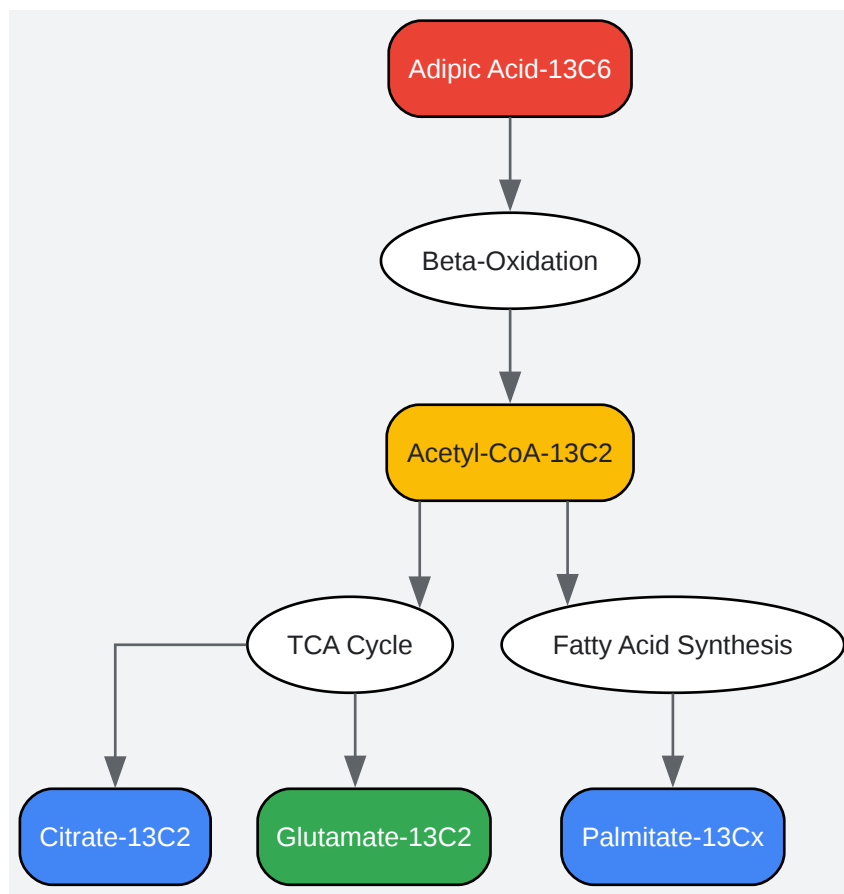 Adipic Acid-13C6
Beta-Oxidation
Acetyl-CoA-13C2
TCA Cycle
Fatty Acid Synthesis
Citrate-13C2
Glutamate-13C2
Palmitate-13Cx